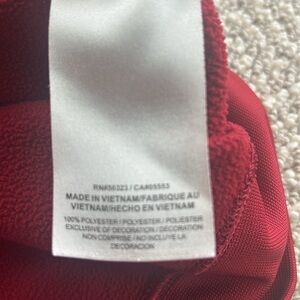 RN#56323 / CA#05553
MADE IN VIETNAM/FABRIQUE AU
VIETNAM/HECHO EN VIETNAM
100% POLYESTER / POLYESTER / POLIESTER
EXCLUSIVE OF DECORATION / DECORATION
NON COMPRISE / NO INCLUYE LA
DECORACION